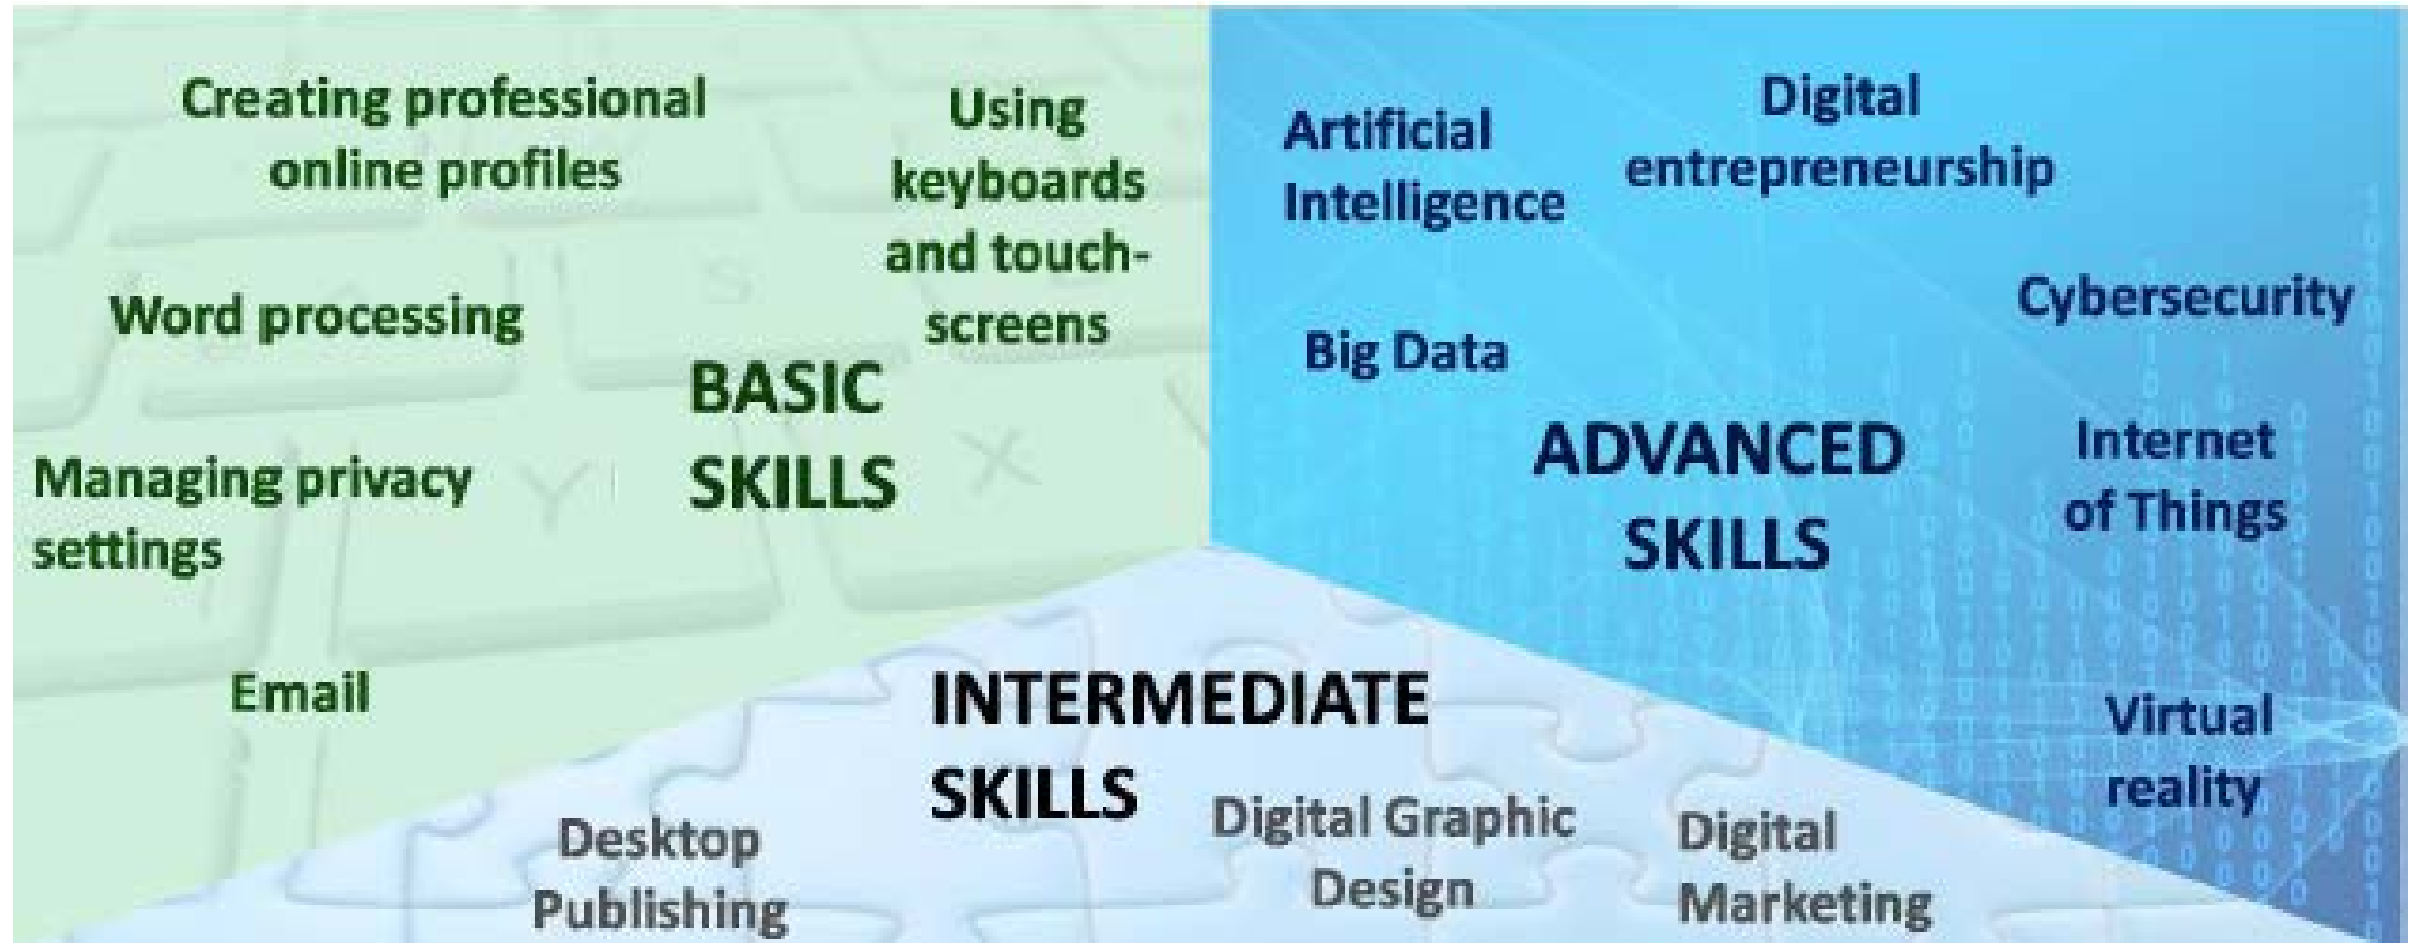 Creating professional
online profiles
Using
keyboards
and touch-
screens
Word processing
BASIC
SKILLS
Managing privacy
settings
Email
Artificial
Intelligence
Digital
entrepreneurship
Cybersecurity
Big Data
ADVANCED
SKILLS
Internet
of Things
Virtual
reality
INTERMEDIATE
SKILLS
Desktop
Publishing
Digital Graphic
Design
Digital
Marketing